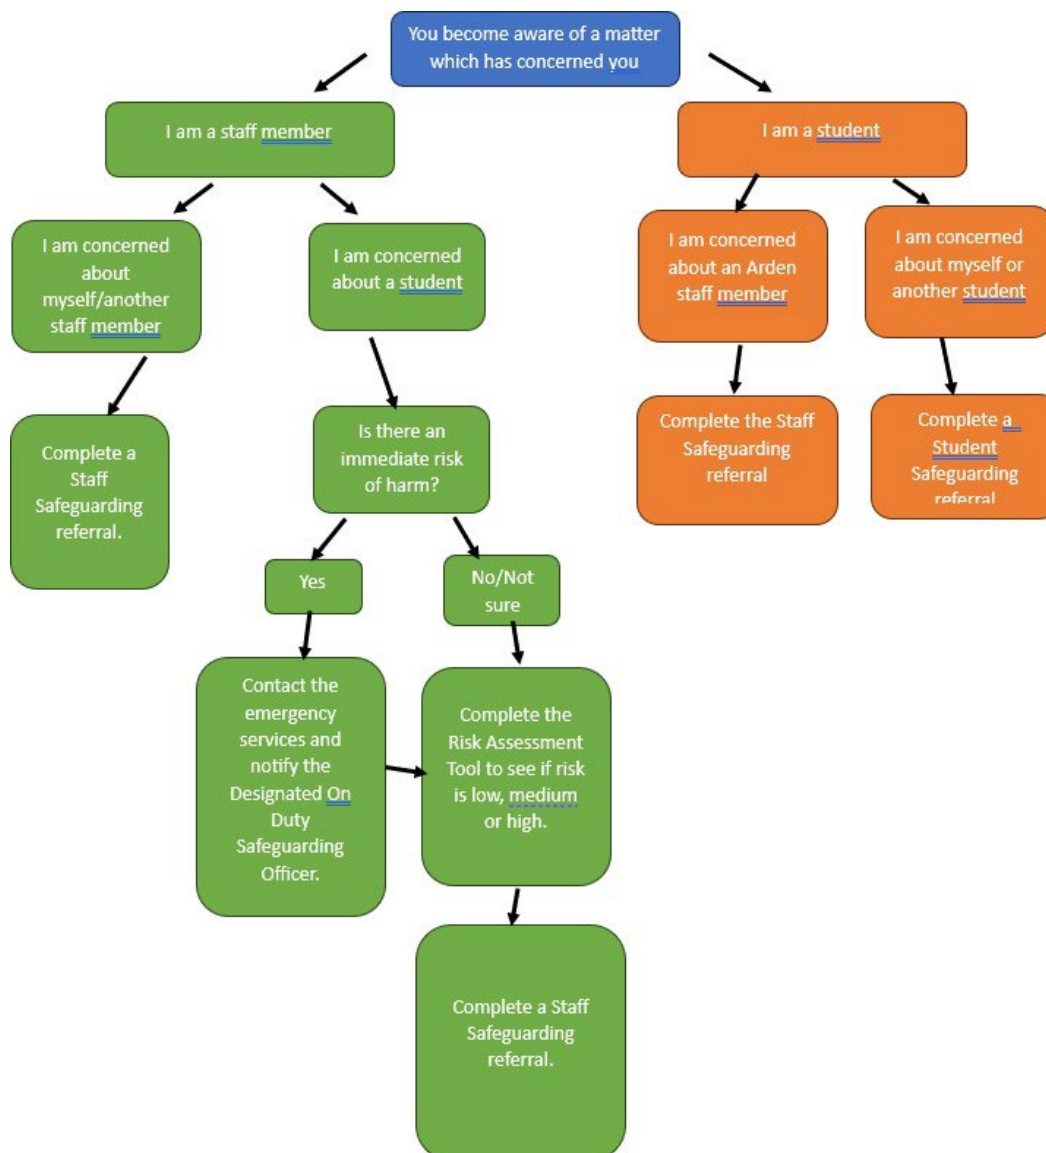 You become aware of a matter
which has concerned you
I am a staff member
I am a student
I am concerned
about
myself/another
staff member
I am concerned
about a student
I am concerned
about an Arden
staff member
I am concerned
about myself or
another student
Complete a
Staff
Safeguarding
referral.
Is there an
immediate risk
of harm?
Complete the Staff
Safeguarding
referral
Complete a
Student
Safeguarding
referral
Yes
No/Not
sure
Contact the
emergency
services and
notify the
Designated On
Duty
Safeguarding
Officer.
Complete the
Risk Assessment
Tool to see if risk
is low, medium
or high.
Complete a Staff
Safeguarding
referral.